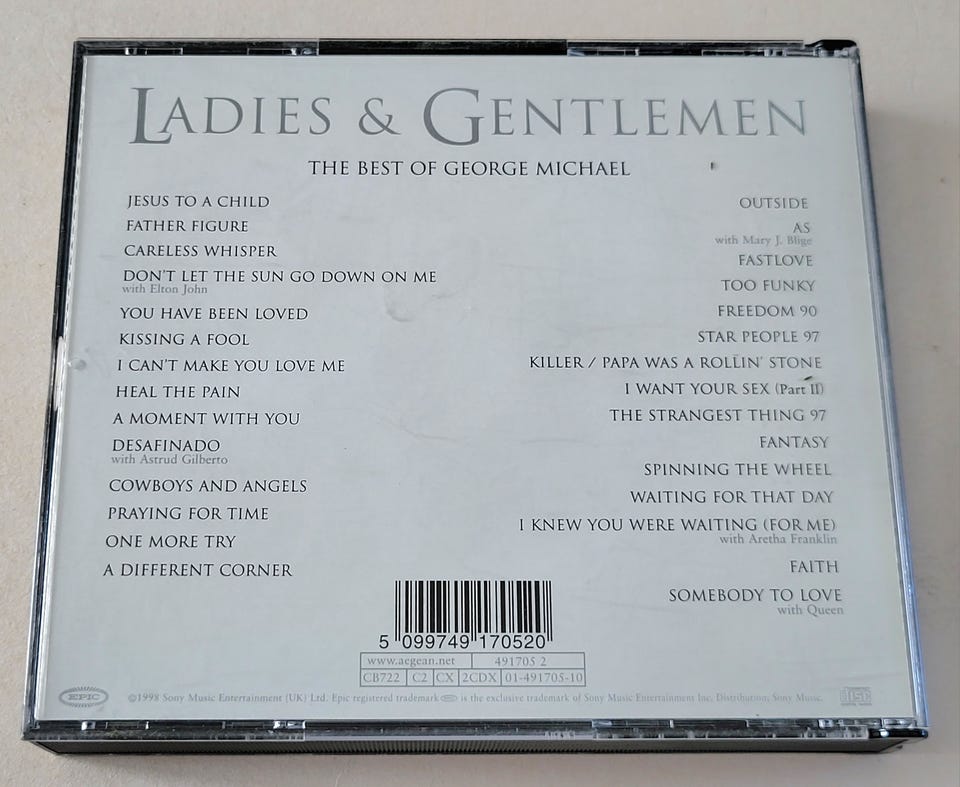 LADIES & GENTLEMEN
THE BEST OF GEORGE MICHAEL
JESUS TO A CHILD
FATHER FIGURE
CARELESS WHISPER
DON'T LET THE SUN GO DOWN ON ME
with Elton John
YOU HAVE BEEN LOVED
KISSING A FOOL
I CAN'T MAKE YOU LOVE ME
HEAL THE PAIN
A MOMENT WITH YOU
DESAFINADO
with Astrud Gilberto
COWBOYS AND ANGELS
PRAYING FOR TIME
ONE MORE TRY
A DIFFERENT CORNER
OUTSIDE
AS
with Mary J. Blige
FASTLOVE
TOO FUNKY
FREEDOM 90
STAR PEOPLE 97
KILLER / PAPA WAS A ROLLIN' STONE
I WANT YOUR SEX (Part II)
THE STRANGEST THING 97
FANTASY
SPINNING THE WHEEL
WAITING FOR THAT DAY
I KNEW YOU WERE WAITING (FOR ME)
with Aretha Franklin
FAITH
SOMEBODY TO LOVE
with Queen
5 099749 170520
www.aegean.net 491705 2
CB722 C2 CX 2CDX 01-491705-10
EPIC
©1998 Sony Music Entertainment (UK) Ltd. Epic registered trademark epic is the exclusive trademark of Sony Music Entertainment Inc. Distribution: Sony Music.
disc